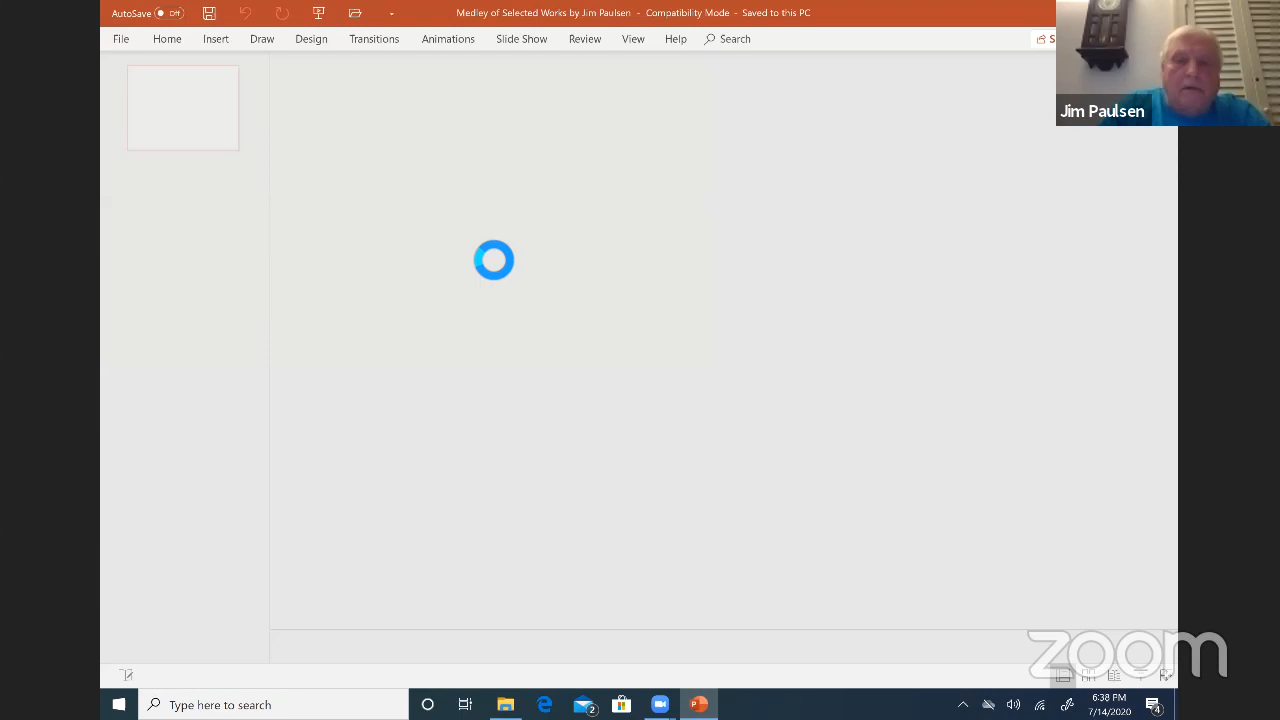 AutoSave Off Medley of Selected Works by Jim Paulsen - Compatibility Mode - Saved to this PC
File Home Insert Draw Design Transitions Animations Slide Show Review View Help Search S
Jim Paulsen
zoom
Type here to search 2 6:38 PM
7/14/2020 4